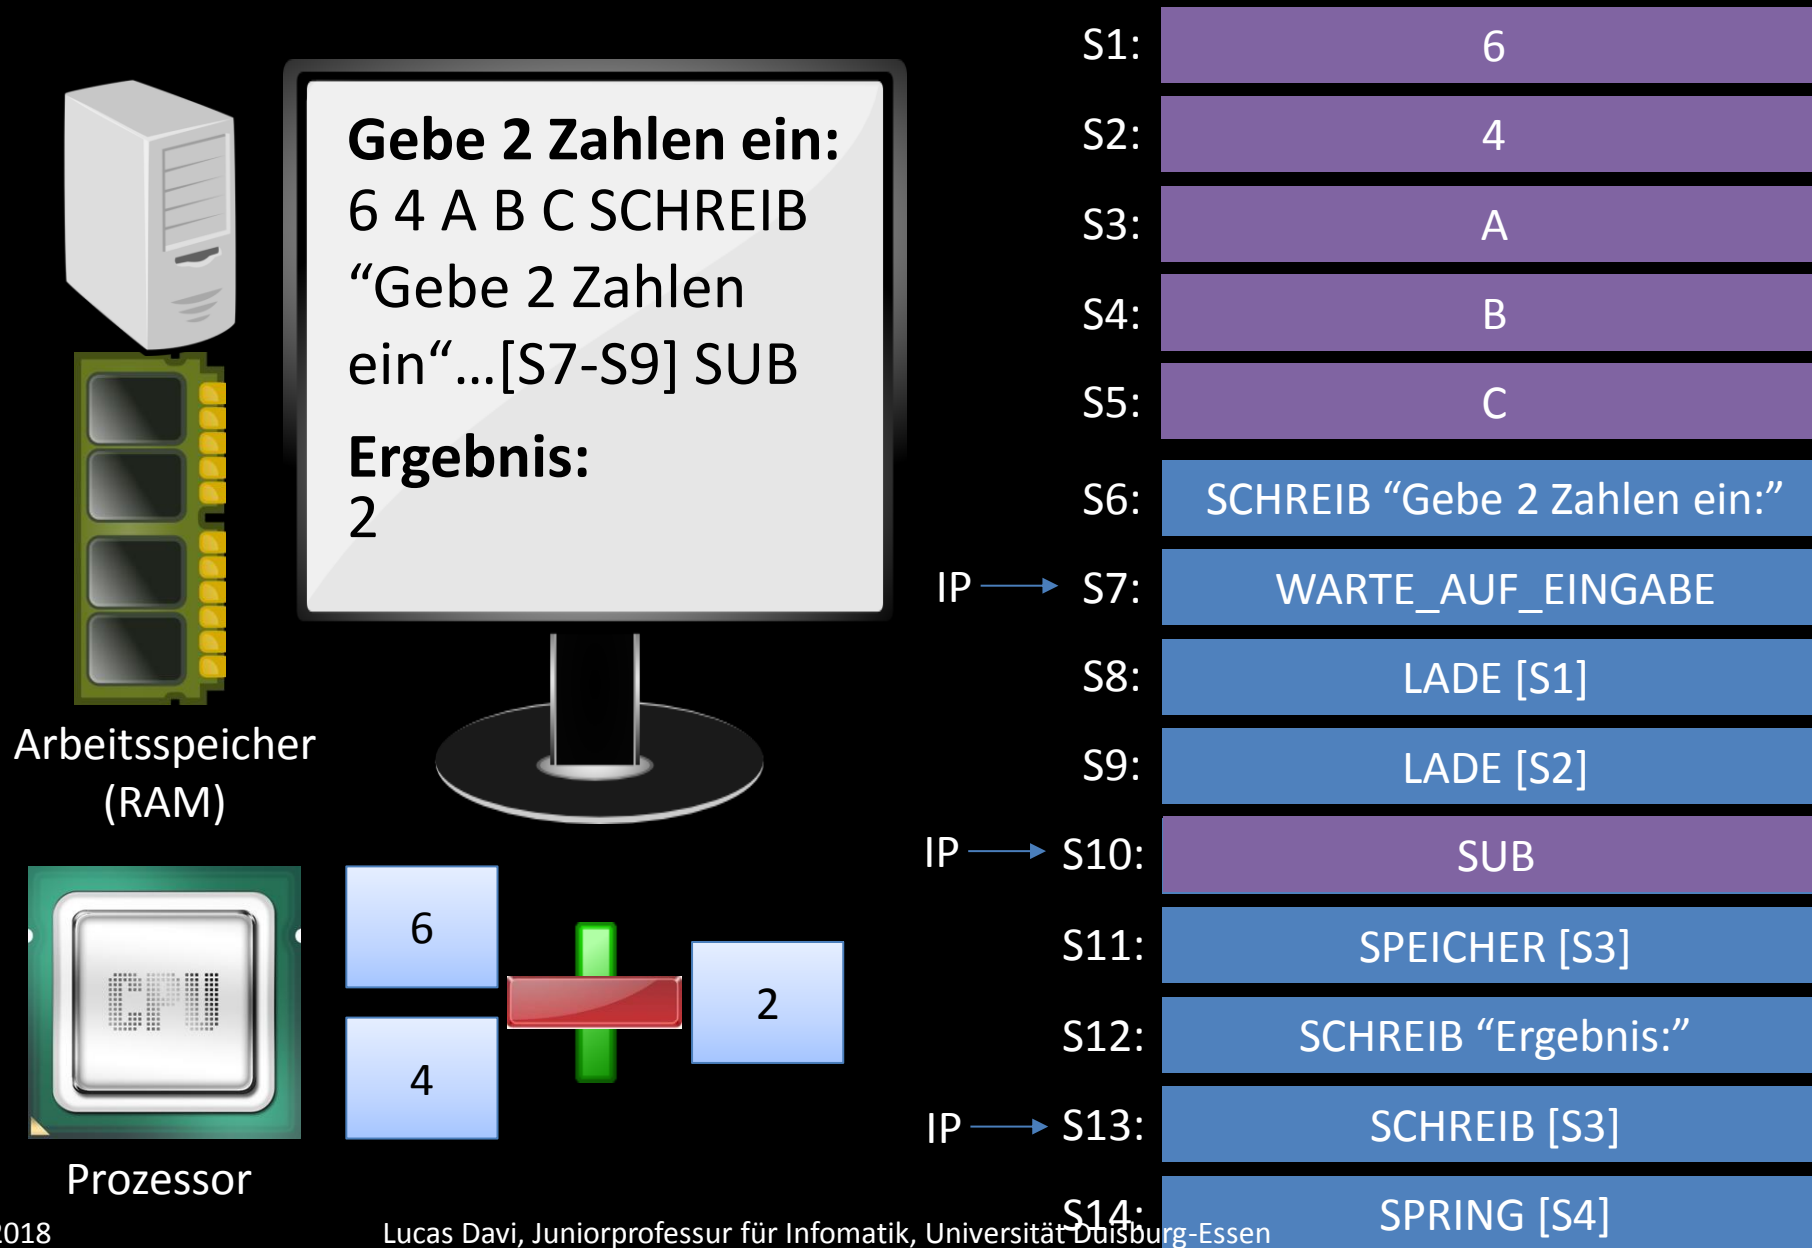 Gebe 2 Zahlen ein:
6 4 A B C SCHREIB
“Gebe 2 Zahlen
ein“…[S7-S9] SUB
Ergebnis:
2
Arbeitsspeicher
(RAM)
CPU
Prozessor
6
4
2
S1: 6
S2: 4
S3: A
S4: B
S5: C
S6: SCHREIB “Gebe 2 Zahlen ein:”
IP S7: WARTE_AUF_EINGABE
S8: LADE [S1]
S9: LADE [S2]
IP S10: SUB
S11: SPEICHER [S3]
S12: SCHREIB “Ergebnis:”
IP S13: SCHREIB [S3]
S14: SPRING [S4]
2018
Lucas Davi, Juniorprofessur für Infomatik, Universität Duisburg-Essen